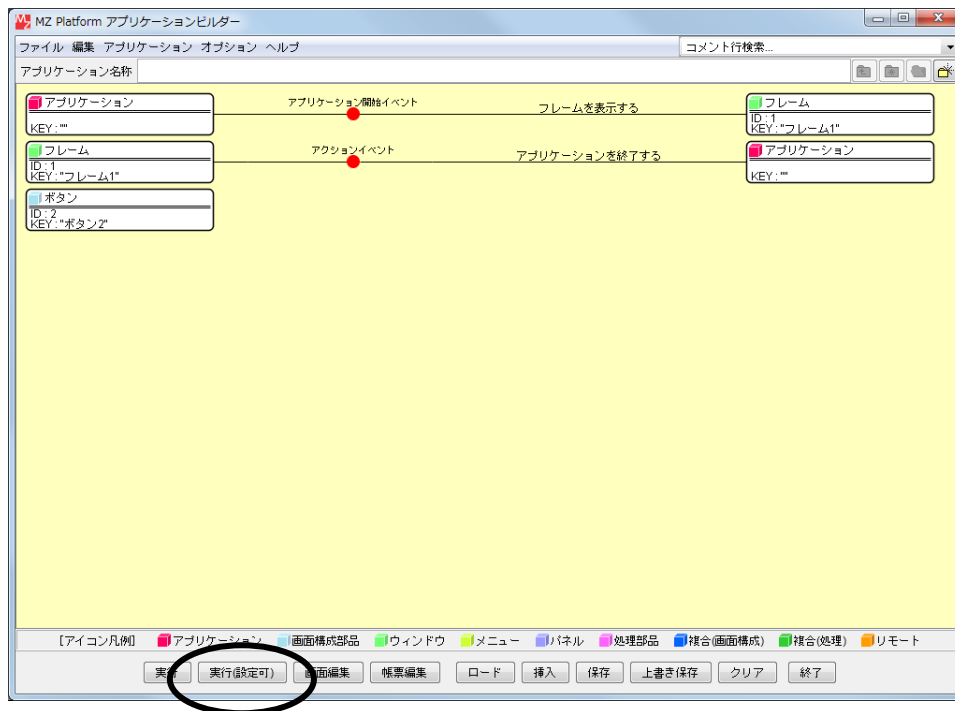 MZ Platform アプリケーションビルダー
ファイル 編集 アプリケーション オプション ヘルプ コメント行検索...
アプリケーション名称
アプリケーション アプリケーション開始イベント フレームを表示する フレーム
KEY:"" ID:1
KEY:"フレーム1"
フレーム アクションイベント アプリケーションを終了する アプリケーション
ID:1
KEY:"フレーム1" KEY:""
ボタン
ID:2
KEY:"ボタン2"
[アイコン凡例] アプリケーション 画面構成部品 ウィンドウ メニュー パネル 処理部品 複合(画面構成) 複合(処理) リモート
実行 実行(設定可) 画面編集 帳票編集 ロード 挿入 保存 上書き保存 クリア 終了